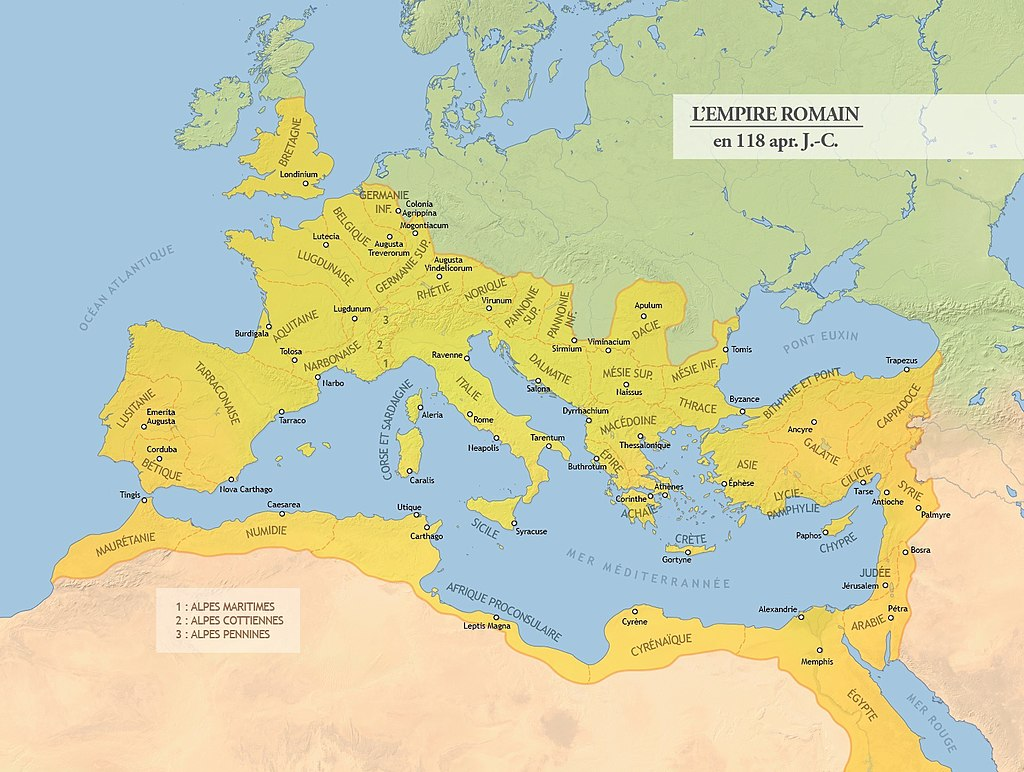 L'EMPIRE ROMAIN
en 118 apr. J.-C.
BRETAGNE
Londinium
GERMANIE
INF.
Colonia
Agrippina
BELGIQUE
Mogontiacum
Lutecia
Augusta
Treverorum
GERMANIE SUP.
LUGDUNAISE
Augusta
Vindelicorum
RHÉTIE
NORIQUE
Virunum
PANNONIE
SUP.
PANNONIE
INF.
Apulum
DACIE
OCÉAN ATLANTIQUE
Burdigala
AQUITAINE
Lugdunum
3
2
1
Tolosa
NARBONAISE
Narbo
Ravenne
Sirmium
Viminacium
Tomis
PONT EUXIN
Trapezus
TARRACONAISE
LUSITANIE
Emerita
Augusta
Tarraco
Corduba
BÉTIQUE
Nova Carthago
CORSE ET SARDAIGNE
Aleria
Caralis
ITALIE
Rome
Neapolis
Tarentum
DALMATIE
Salona
MÉSIE SUP.
Naissus
MÉSIE INF.
THRACE
Byzance
BITHYNIE ET PONT
CAPPADOCE
Dyrrhachium
MACÉDOINE
Thessalonique
ÉPIRE
Buthrotum
Ancyre
GALATIE
ASIE
Éphèse
Athènes
Corinthe
ACHAÏE
LYCIE-
PAMPHYLIE
CILICIE
Tarse
Antioche
SYRIE
Palmyre
Tingis
Caesarea
Utique
Carthago
SICILE
Syracuse
MAURÉTANIE
NUMIDIE
CRÈTE
Gortyne
Paphos
CHYPRE
Bosra
MER MÉDITERRANNÉE
JUDÉE
Jérusalem
AFRIQUE PROCONSULAIRE
Leptis Magna
Cyrène
CYRÉNAÏQUE
Alexandrie
Pétra
ARABIE
Memphis
ÉGYPTE
MER ROUGE
1 : ALPES MARITIMES
2 : ALPES COTTIENNES
3 : ALPES PENNINES